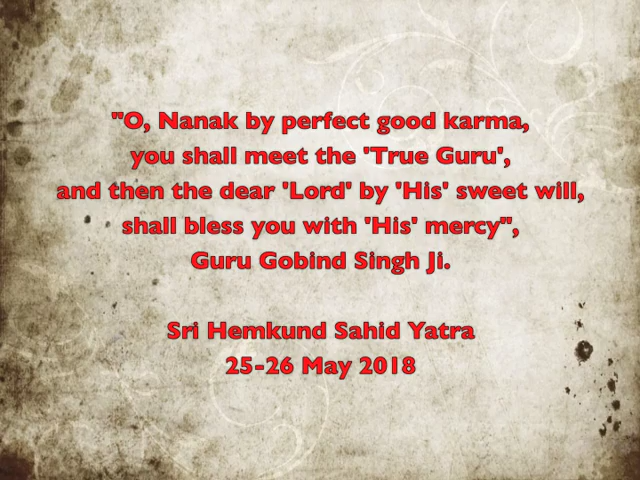 "O, Nanak by perfect good karma,
you shall meet the 'True Guru',
and then the dear 'Lord' by 'His' sweet will,
shall bless you with 'His' mercy",
Guru Gobind Singh Ji.
Sri Hemkund Sahid Yatra
25-26 May 2018